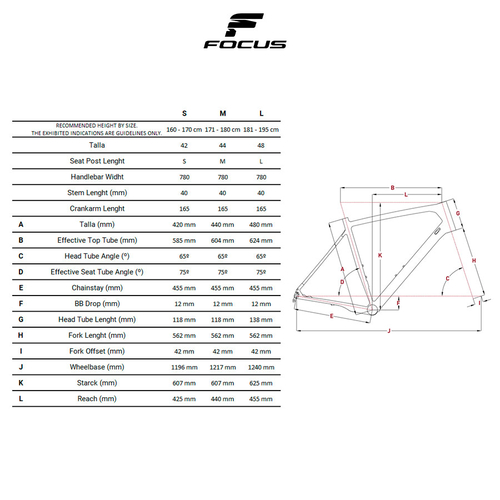 FOCUS
S M L
RECOMMENDED HEIGHT BY SIZE.
THE EXHIBITED INDICATIONS ARE GUIDELINES ONLY. 160 - 170 cm 171 - 180 cm 181 - 195 cm
Talla 42 44 48
Seat Post Lenght S M L
Handlebar Widht 780 780 780
Stem Lenght (mm) 40 40 40
Crankarm Lenght 165 165 165
A Talla (mm) 420 mm 440 mm 480 mm
B Effective Top Tube (mm) 585 mm 604 mm 624 mm
C Head Tube Angle (º) 65º 65º 65º
D Effective Seat Tube Angle (º) 75º 75º 75º
E Chainstay (mm) 455 mm 455 mm 455 mm
F BB Drop (mm) 12 mm 12 mm 12 mm
G Head Tube Lenght (mm) 118 mm 118 mm 138 mm
H Fork Lenght (mm) 562 mm 562 mm 562 mm
I Fork Offset (mm) 42 mm 42 mm 42 mm
J Wheelbase (mm) 1196 mm 1217 mm 1240 mm
K Starck (mm) 607 mm 607 mm 625 mm
L Reach (mm) 425 mm 440 mm 455 mm
B
L
G
K
H
A
D
C
F
I
E
J